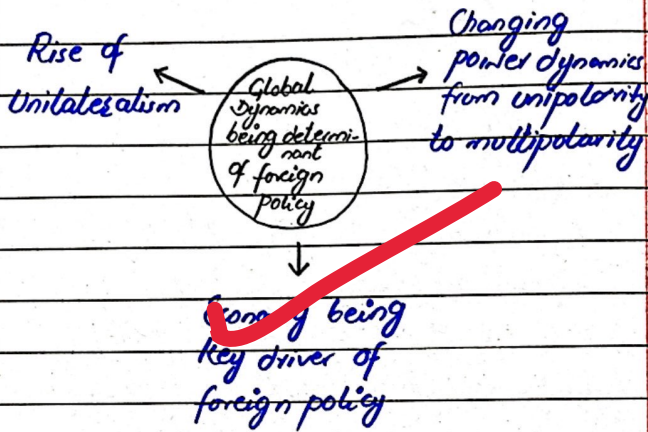 Rise of
Unilateralism
Global
Dynamics
being determi-
nant
of foreign
policy
Changing
power dynamics
from unipolarity
to multipolarity
Economy being
key driver of
foreign policy